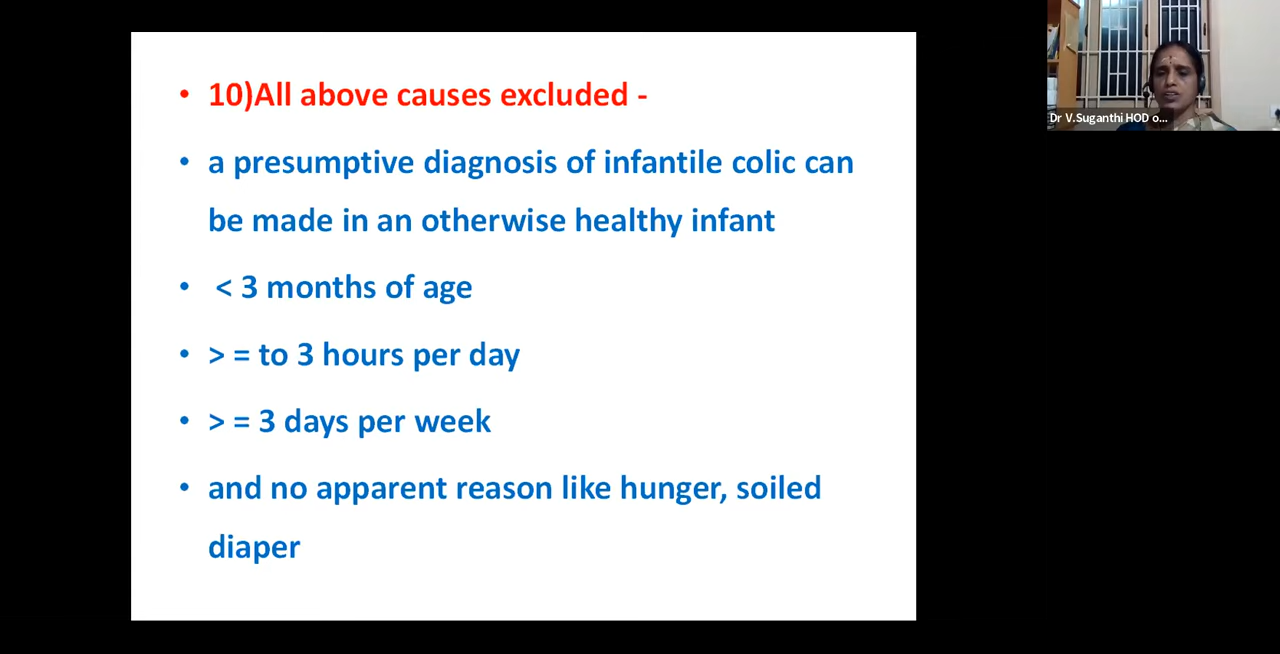 • 10)All above causes excluded -
• a presumptive diagnosis of infantile colic can
be made in an otherwise healthy infant
• < 3 months of age
• > = to 3 hours per day
• > = 3 days per week
• and no apparent reason like hunger, soiled
diaper
Dr V.Suganthi HOD o...